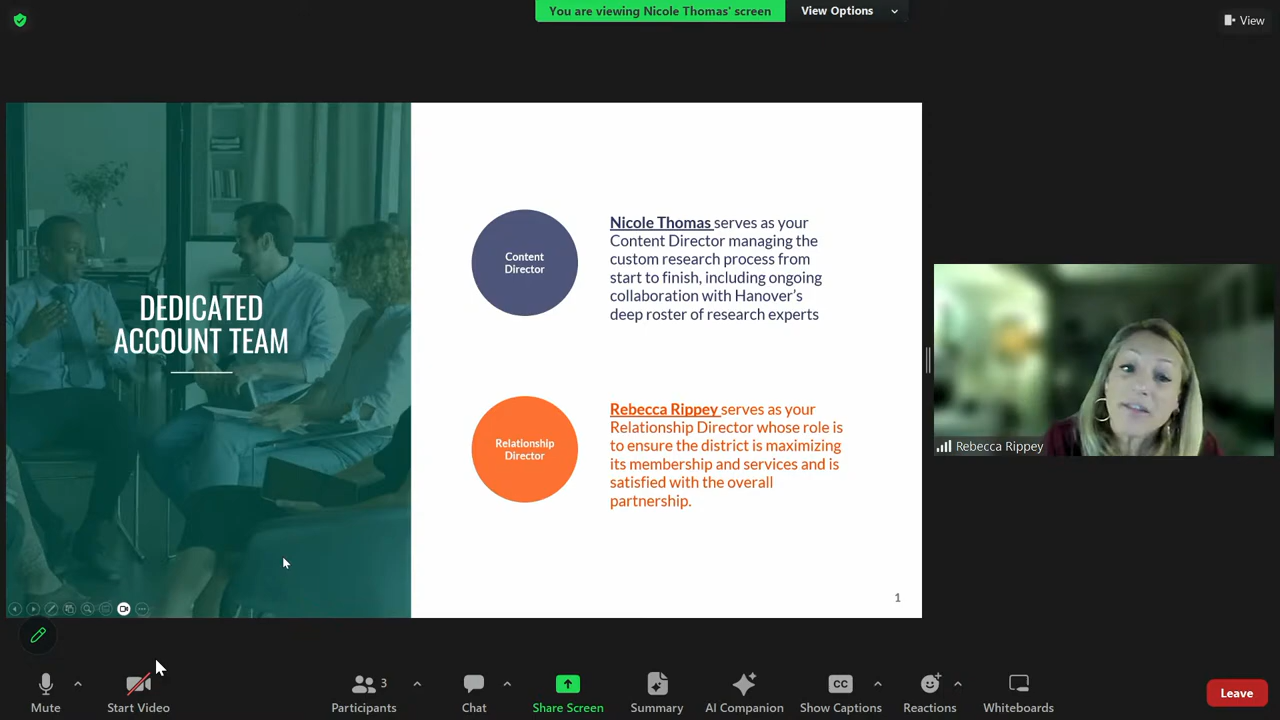 You are viewing Nicole Thomas' screen
View Options
View
DEDICATED
ACCOUNT TEAM
Content
Director
Nicole Thomas serves as your
Content Director managing the
custom research process from
start to finish, including ongoing
collaboration with Hanover's
deep roster of research experts
Relationship
Director
Rebecca Rippey serves as your
Relationship Director whose role is
to ensure the district is maximizing
its membership and services and is
satisfied with the overall
partnership.
1
Rebecca Rippey
Mute
Start Video
3
Participants
Chat
Share Screen
Summary
AI Companion
CC
Show Captions
Reactions
Whiteboards
Leave